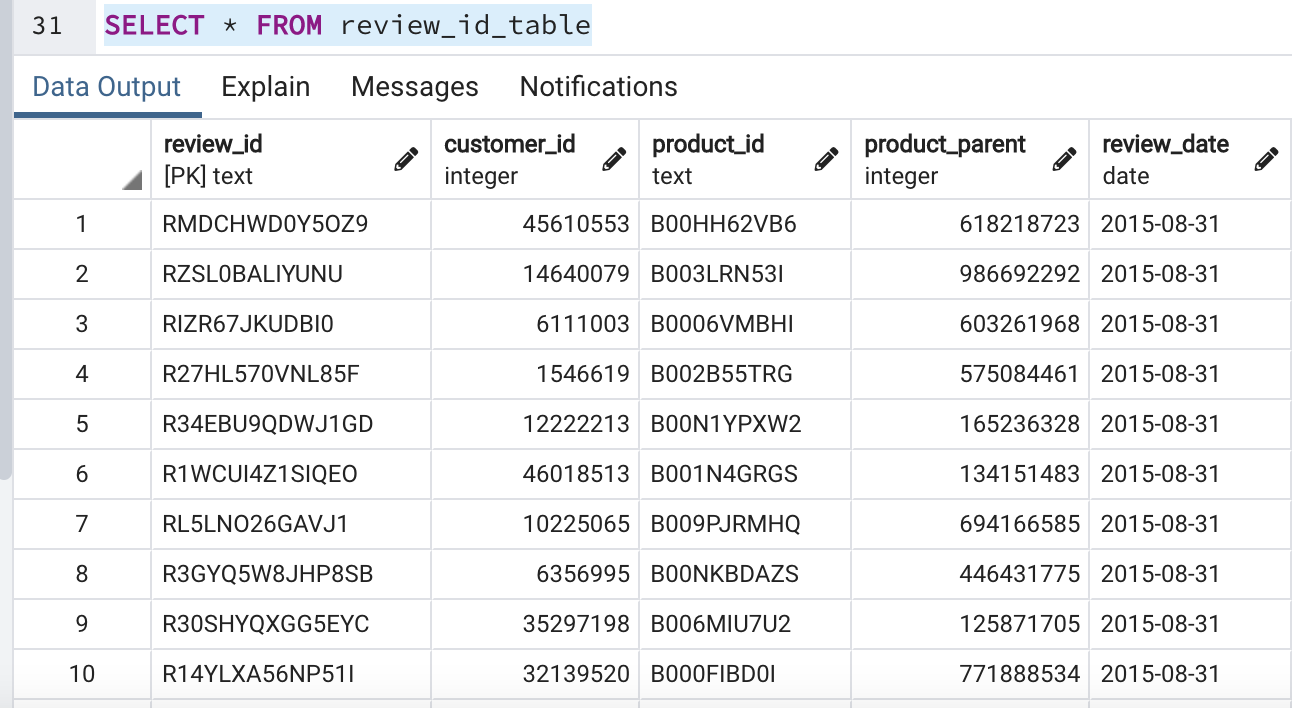 31 SELECT * FROM review_id_table
Data Output Explain Messages Notifications
review_id customer_id product_id product_parent review_date
[PK] text integer text integer date
1 RMDCHWD0Y5OZ9 45610553 B00HH62VB6 618218723 2015-08-31
2 RZSL0BALIYUNU 14640079 B003LRN53I 986692292 2015-08-31
3 RIZR67JKUDBI0 6111003 B0006VMBHI 603261968 2015-08-31
4 R27HL570VNL85F 1546619 B002B55TRG 575084461 2015-08-31
5 R34EBU9QDWJ1GD 12222213 B00N1YPXW2 165236328 2015-08-31
6 R1WCUI4Z1SIQEO 46018513 B001N4GRGS 134151483 2015-08-31
7 RL5LNO26GAVJ1 10225065 B009PJRMHQ 694166585 2015-08-31
8 R3GYQ5W8JHP8SB 6356995 B00NKBDAZS 446431775 2015-08-31
9 R30SHYQXGG5EYC 35297198 B006MIU7U2 125871705 2015-08-31
10 R14YLXA56NP51I 32139520 B000FIBD0I 771888534 2015-08-31